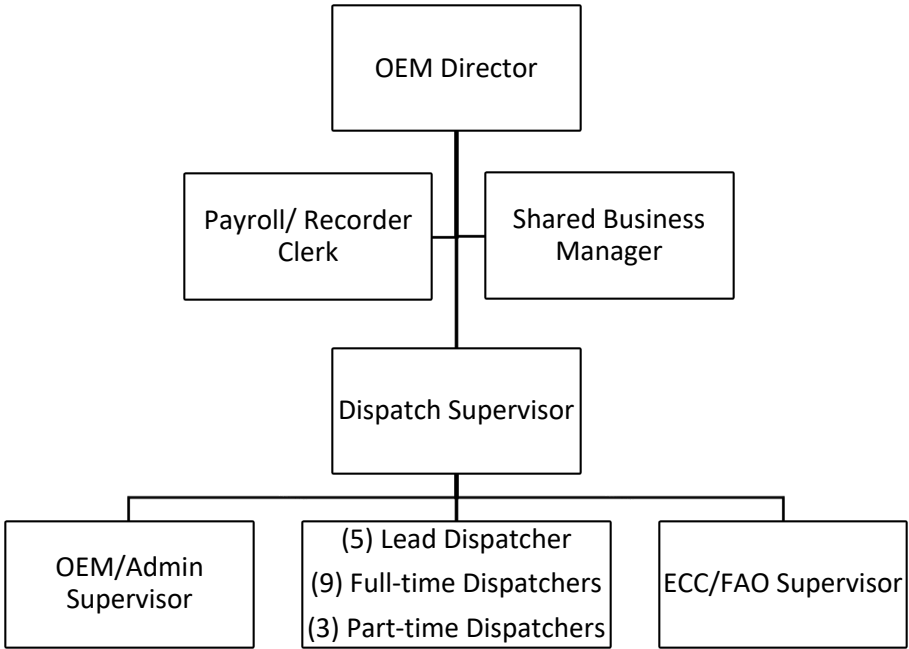 OEM Director
Payroll/ Recorder
Clerk
Shared Business
Manager
Dispatch Supervisor
OEM/Admin
Supervisor
(5) Lead Dispatcher
(9) Full-time Dispatchers
(3) Part-time Dispatchers
ECC/FAO Supervisor